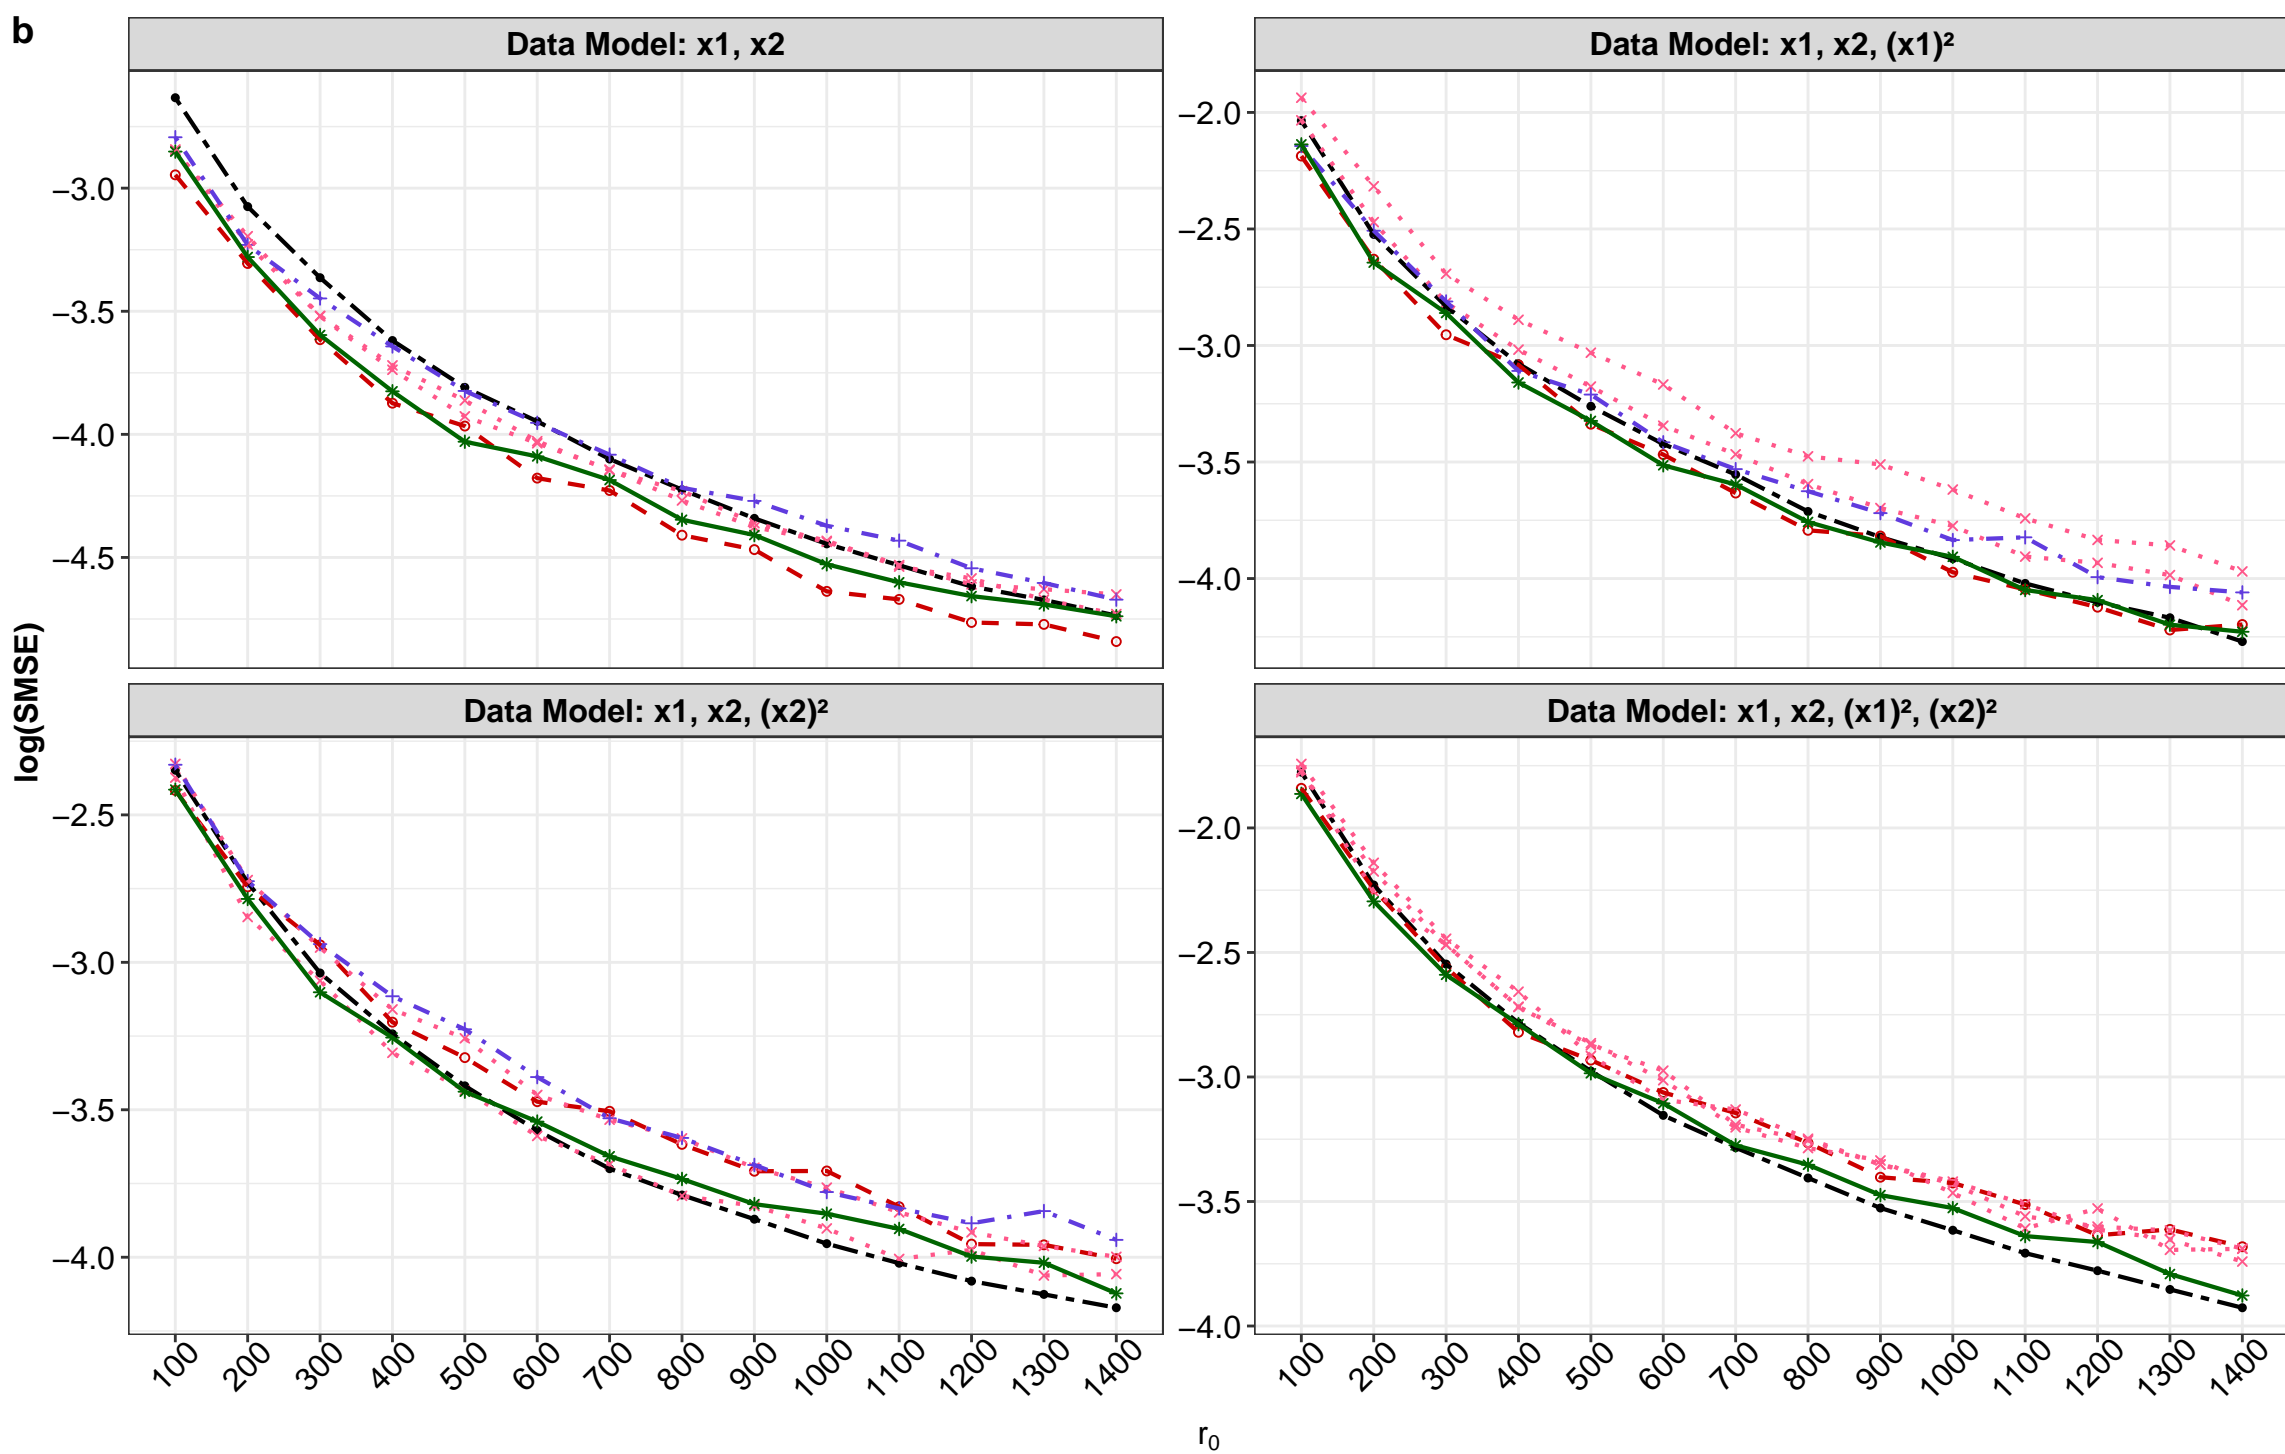 b
Data Model: x1, x2
Data Model: x1, x2, (x1)²
−3.0
−3.5
−4.0
−4.5
−2.0
−2.5
−3.0
−3.5
−4.0
log(SMSE)
Data Model: x1, x2, (x2)²
Data Model: x1, x2, (x1)², (x2)²
−2.5
−3.0
−3.5
−4.0
−2.0
−2.5
−3.0
−3.5
−4.0
100 200 300 400 500 600 700 800 900 1000 1100 1200 1300 1400
100 200 300 400 500 600 700 800 900 1000 1100 1200 1300 1400
r₀